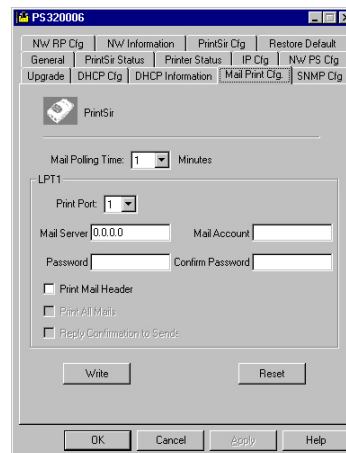 PS320006
NW RP Cfg NW Information PrintSir Cfg Restore Default
General PrintSir Status Printer Status IP Cfg NW PS Cfg
Upgrade DHCP Cfg DHCP Information Mail Print Cfg. SNMP Cfg
PrintSir
Mail Polling Time: 1 Minutes
LPT1
Print Port: 1
Mail Server 0.0.0.0 Mail Account
Password Confirm Password
Print Mail Header
Print All Mails
Reply Confirmation to Sende
Write Reset
OK Cancel Apply Help